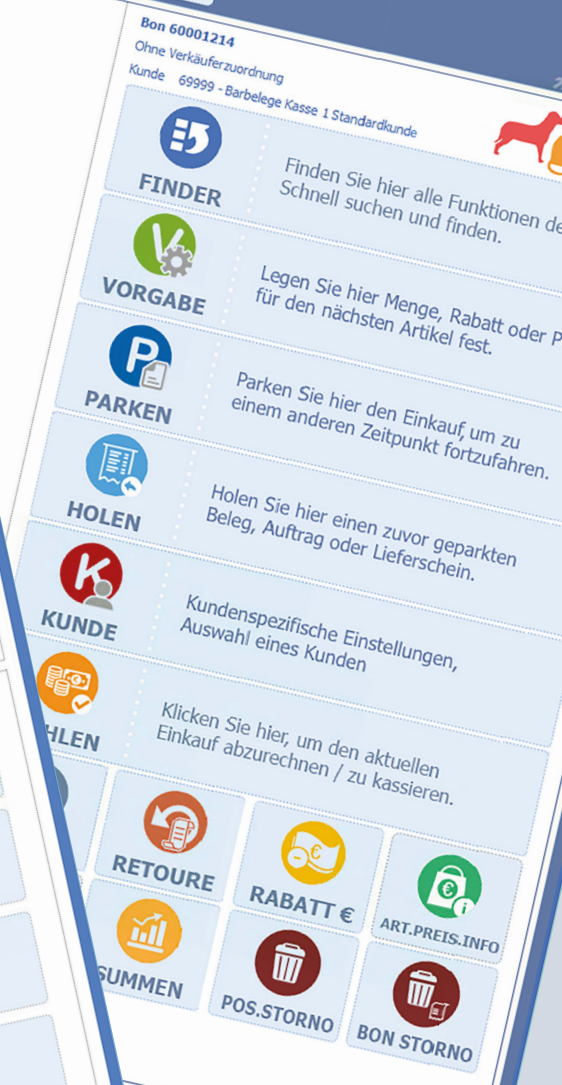 Bon 60001214
Ohne Verkäuferzuordnung
Kunde 69999 - Barbelege Kasse 1 Standardkunde
FINDER
Finden Sie hier alle Funktionen
Schnell suchen und finden.
VORGABE
Legen Sie hier Menge, Rabatt oder P
für den nächsten Artikel fest.
PARKEN
Parken Sie hier den Einkauf, um zu
einem anderen Zeitpunkt fortzufahren.
HOLEN
Holen Sie hier einen zuvor geparkten
Beleg, Auftrag oder Lieferschein.
KUNDE
Kundenspezifische Einstellungen,
Auswahl eines Kunden
HLEN
Klicken Sie hier, um den aktuellen
Einkauf abzurechnen / zu kassieren.
RETOURE
RABATT €
ART.PREIS.INFO
SUMMEN
POS.STORNO
BON STORNO